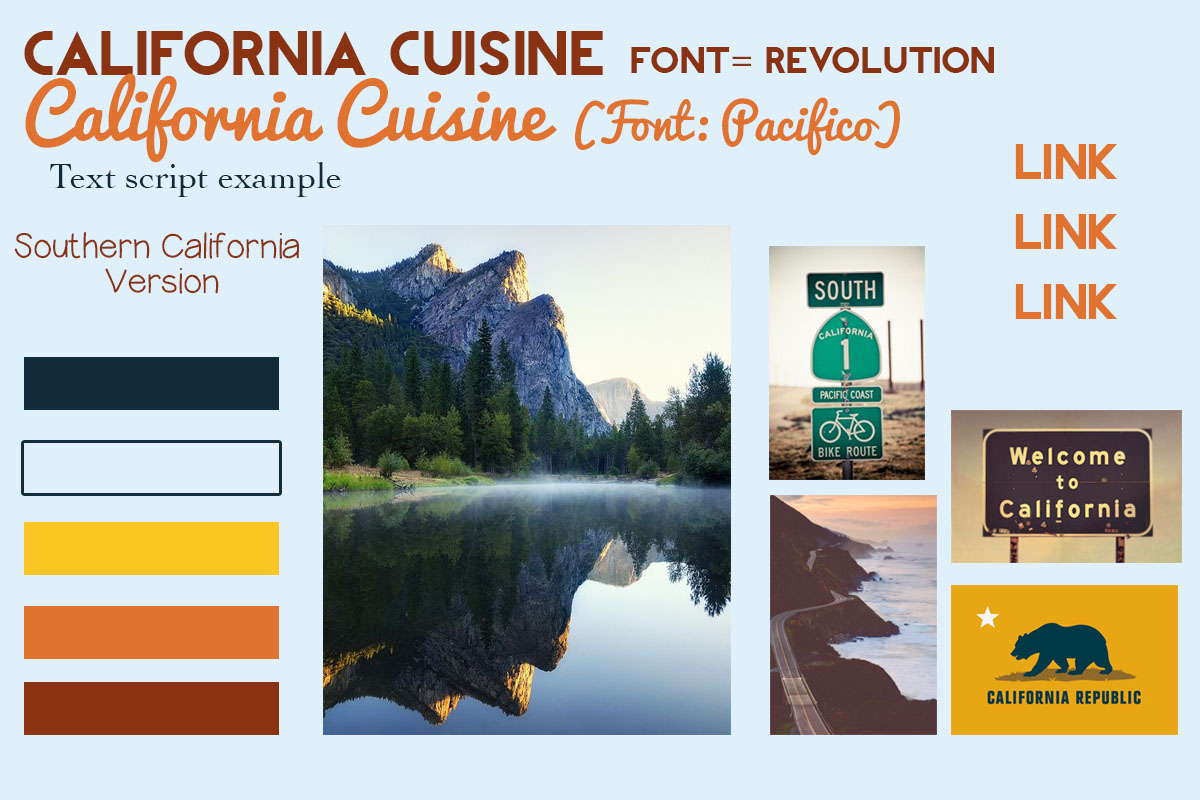 CALIFORNIA CUISINE FONT= REVOLUTION
California Cuisine (Font: Pacifico)
Text script example
LINK
LINK
LINK
Southern California
Version
SOUTH
CALIFORNIA
1
PACIFIC COAST
BIKE ROUTE
Welcome
to
California
CALIFORNIA REPUBLIC